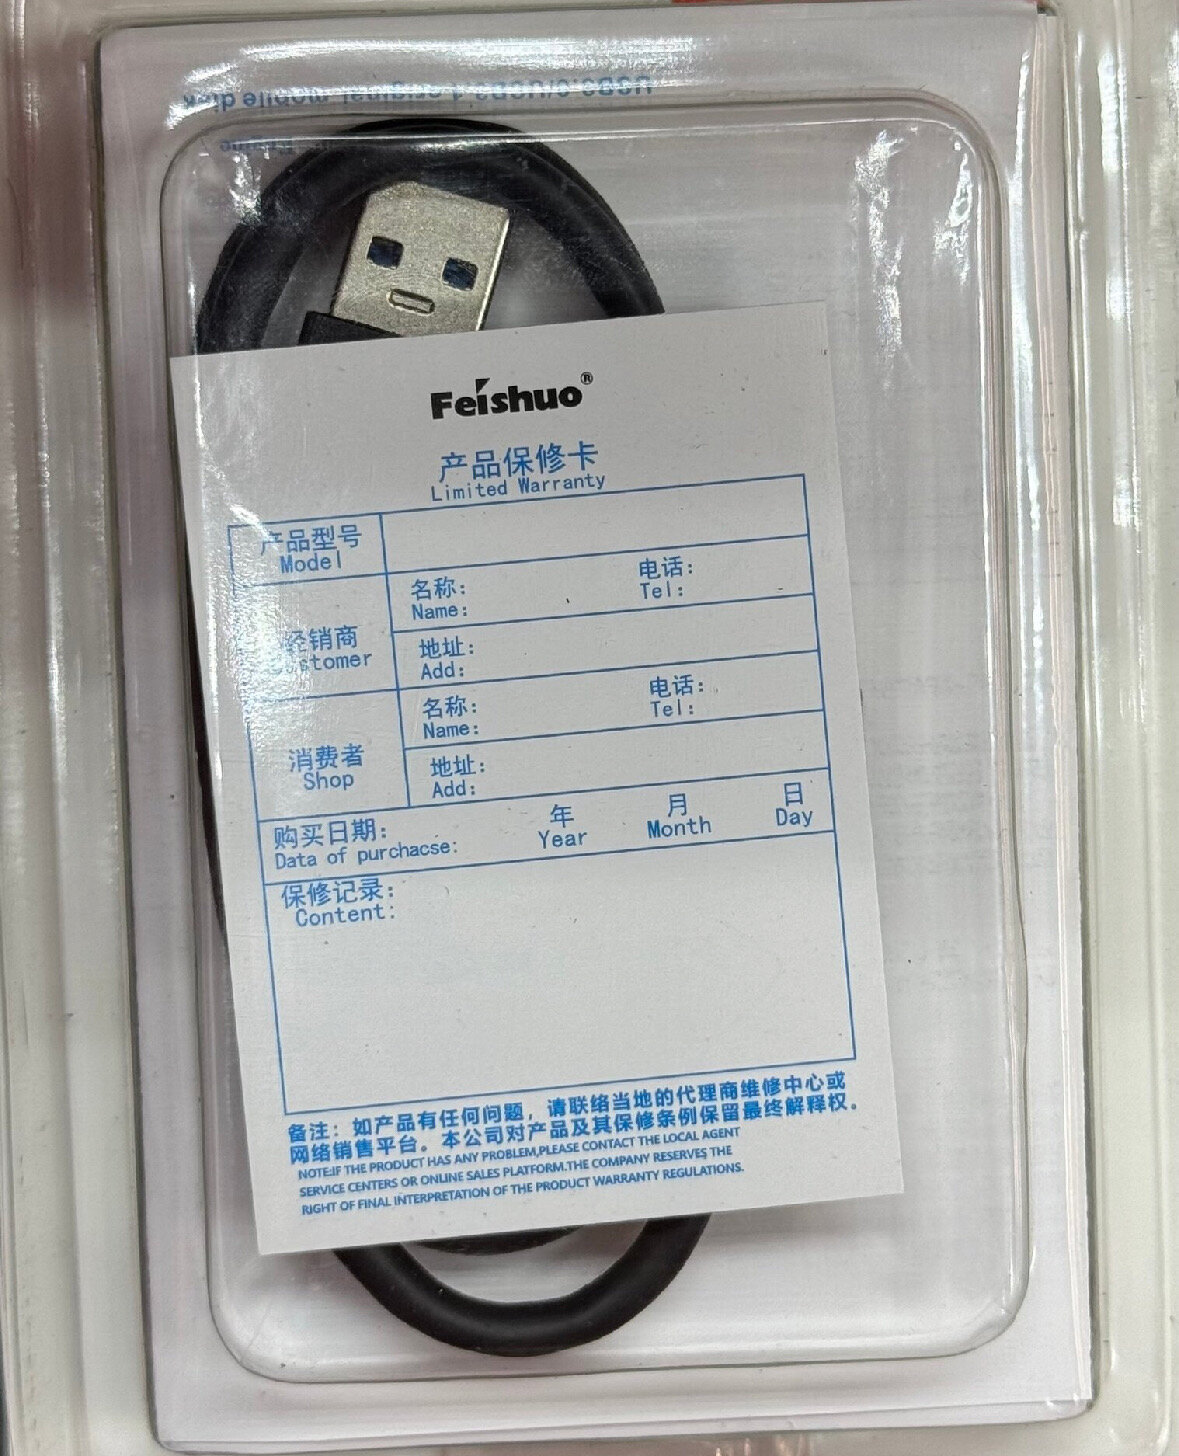 Feishuo®
产品保修卡
Limited Warranty
产品型号
Model
经销商
Customer
名称: 电话:
Name: Tel:
地址:
Add:
消费者
Shop
名称: 电话:
Name: Tel:
地址:
Add:
购买日期: 年 月 日
Data of purchacse: Year Month Day
保修记录:
Content:
备注：如产品有任何问题，请联络当地的代理商维修中心或
网络销售平台。本公司对产品及其保修条例保留最终解释权.
NOTE:IF THE PRODUCT HAS ANY PROBLEM,PLEASE CONTACT THE LOCAL AGENT
SERVICE CENTERS OR ONLINE SALES PLATFORM.THE COMPANY RESERVES THE
RIGHT OF FINAL INTERPRETATION OF THE PRODUCT WARRANTY REGULATIONS.